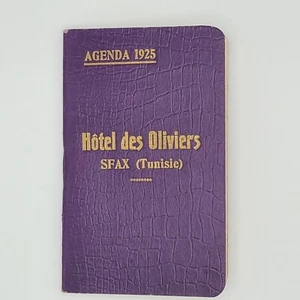 AGENDA 1925
Hôtel des Oliviers
SFAX (Tunisie)